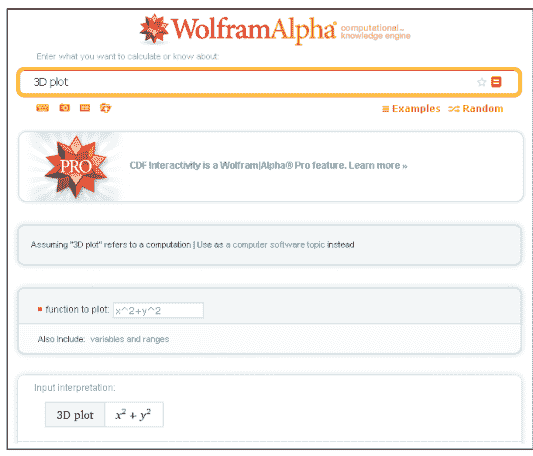 WolframAlpha® computational... knowledge engine
Enter what you want to calculate or know about:
3D plot
Examples Random
PRO
CDF Interactivity is a Wolfram|Alpha® Pro feature. Learn more »
Assuming "3D plot" refers to a computation | Use as a computer software topic instead
function to plot: x^2+y^2
Also include: variables and ranges
Input interpretation:
3D plot x² + y²